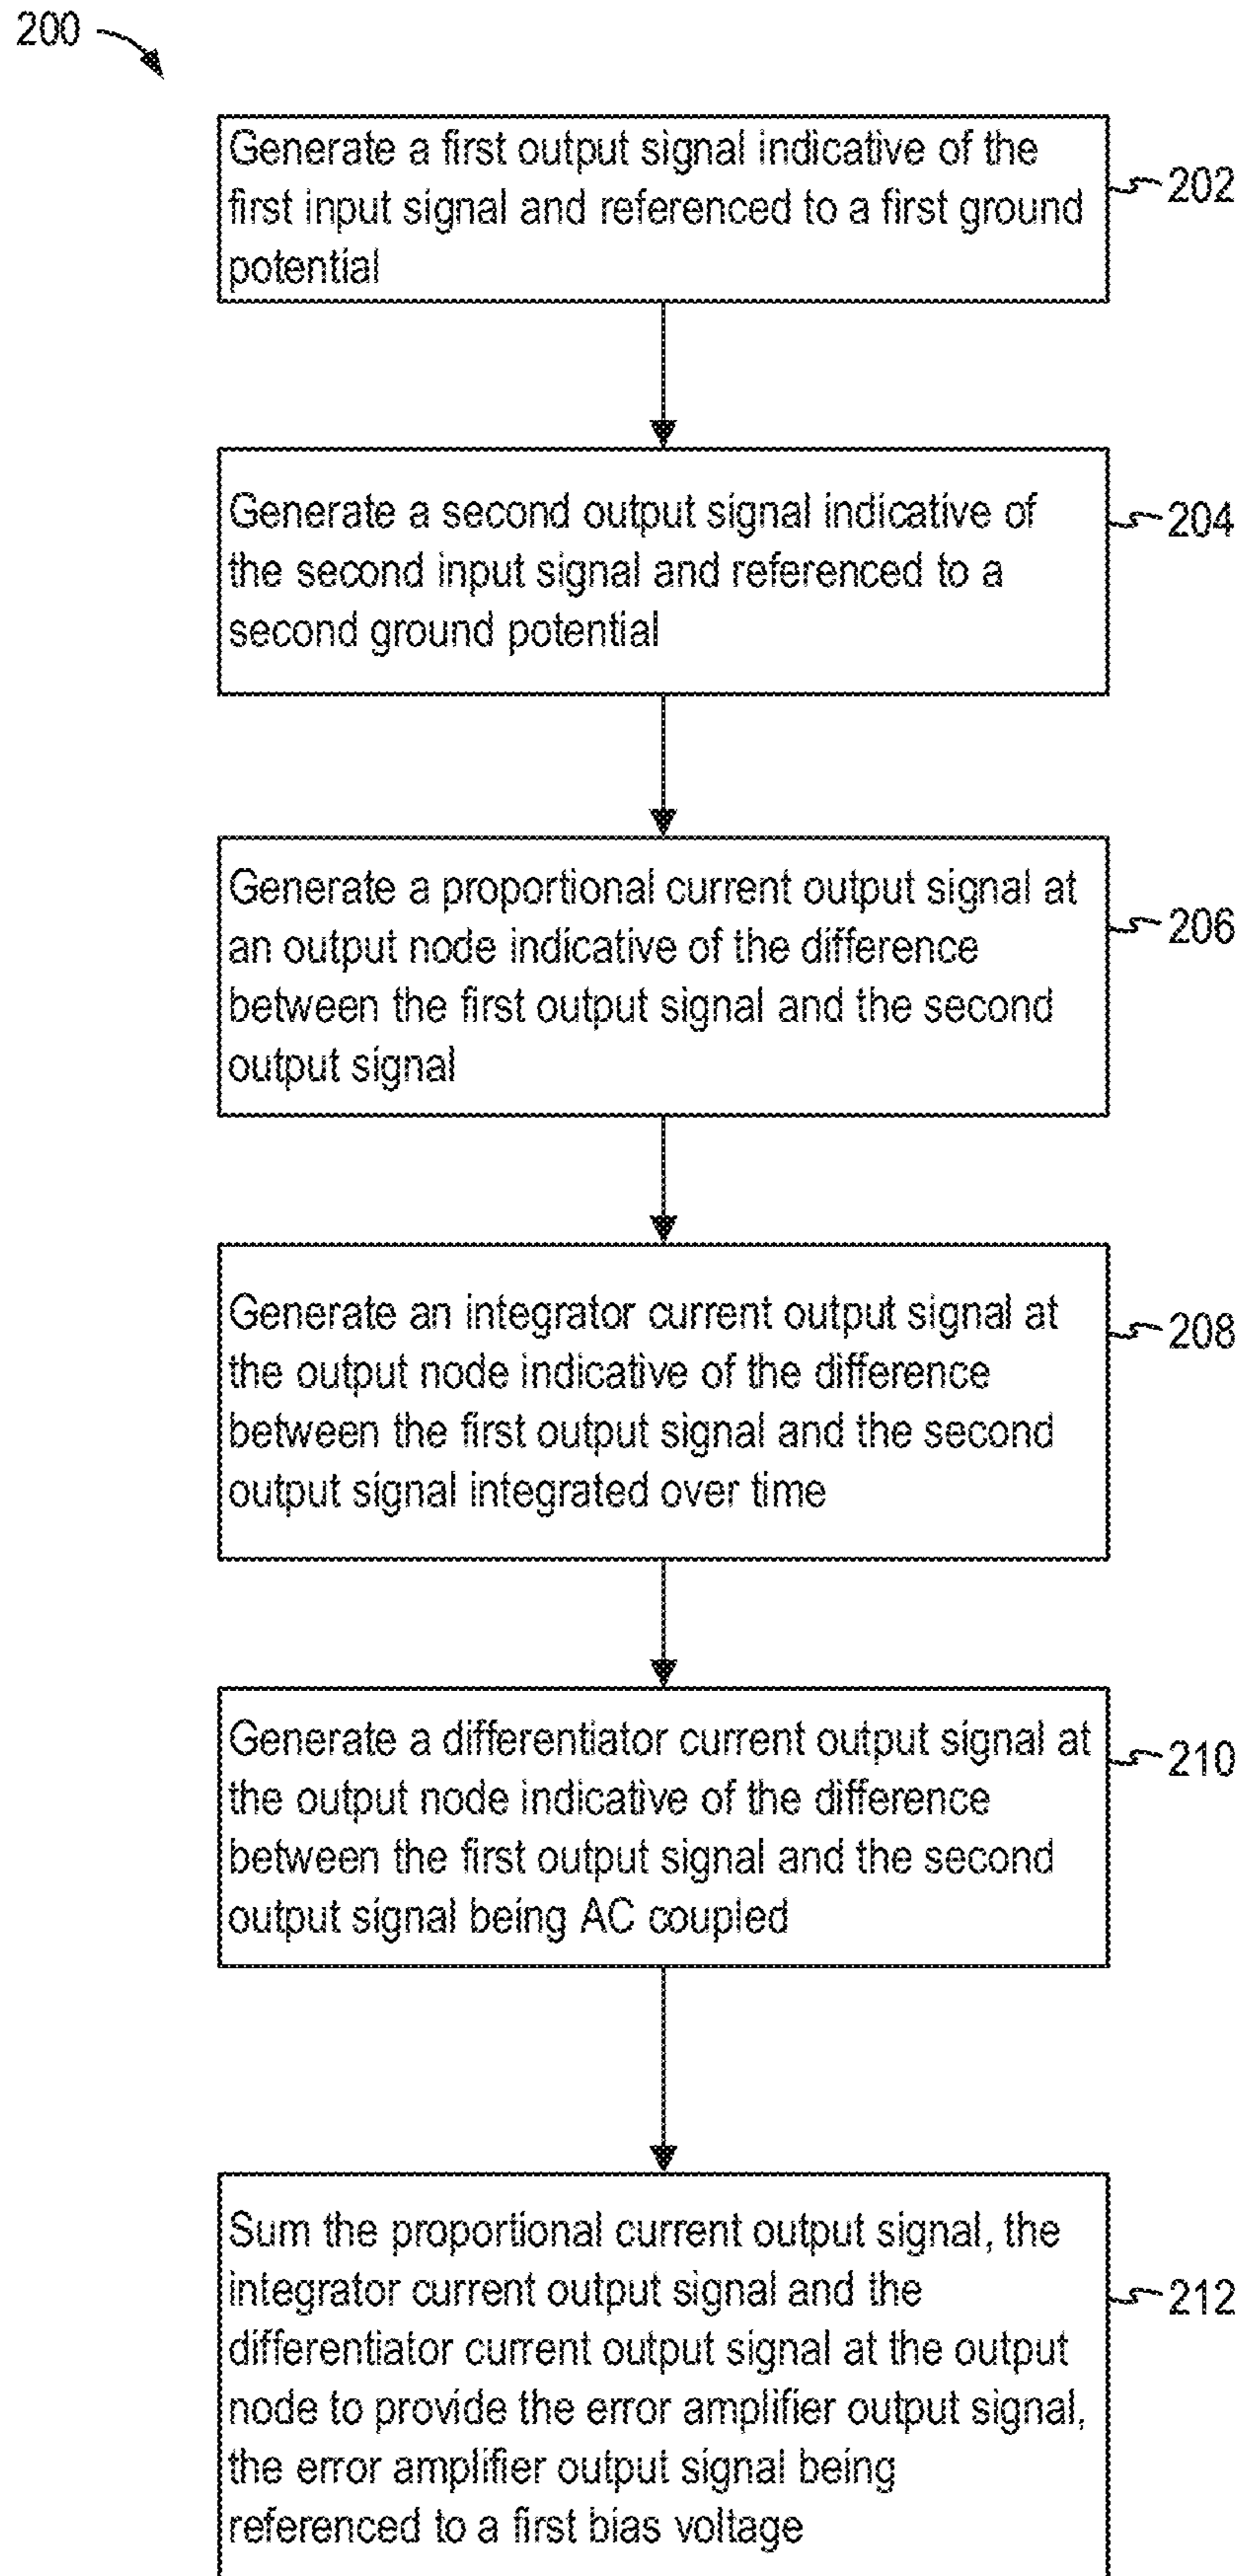 200
Generate a first output signal indicative of the
first input signal and referenced to a first ground
potential
202
Generate a second output signal indicative of
the second input signal and referenced to a
second ground potential
204
Generate a proportional current output signal at
an output node indicative of the difference
between the first output signal and the second
output signal
206
Generate an integrator current output signal at
the output node indicative of the difference
between the first output signal and the second
output signal integrated over time
208
Generate a differentiator current output signal at
the output node indicative of the difference
between the first output signal and the second
output signal being AC coupled
210
Sum the proportional current output signal, the
integrator current output signal and the
differentiator current output signal at the output
node to provide the error amplifier output signal,
the error amplifier output signal being
referenced to a first bias voltage
212